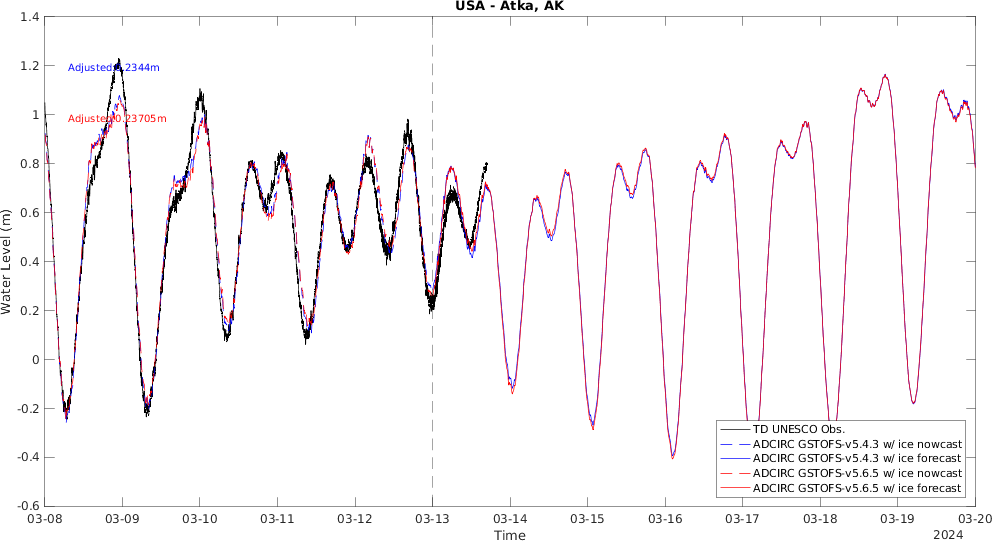 USA - Atka, AK
1.4
1.2
1
0.8
0.6
0.4
0.2
0
-0.2
-0.4
-0.6
Water Level (m)
Adjusted 0.2344m
Adjusted 0.23705m
TD UNESCO Obs.
ADCIRC GSTOFS-v5.4.3 w/ ice nowcast
ADCIRC GSTOFS-v5.4.3 w/ ice forecast
ADCIRC GSTOFS-v5.6.5 w/ ice nowcast
ADCIRC GSTOFS-v5.6.5 w/ ice forecast
03-08 03-09 03-10 03-11 03-12 03-13 03-14 03-15 03-16 03-17 03-18 03-19 03-20
Time
2024